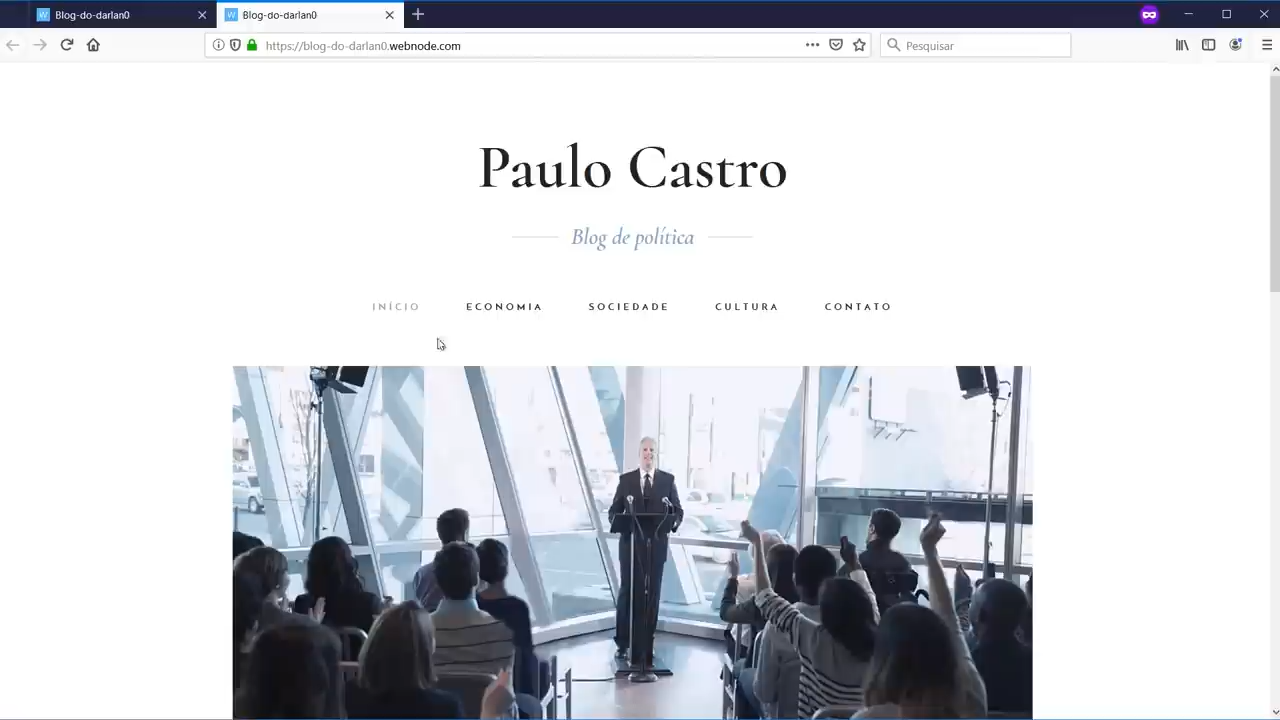 Blog-do-darlan0
Blog-do-darlan0
https://blog-do-darlan0.webnode.com
Pesquisar
Paulo Castro
Blog de política
INÍCIO ECONOMIA SOCIEDADE CULTURA CONTATO